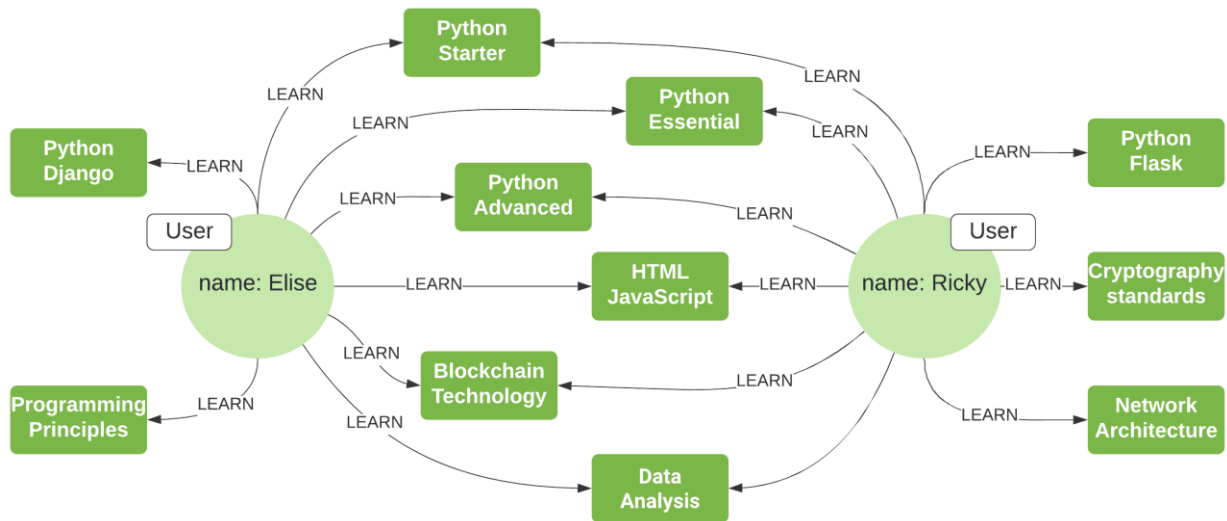 Python
Starter
LEARN
LEARN
Python
Essential
LEARN
LEARN
Python
Django
LEARN
LEARN
Python
Flask
Python
Advanced
LEARN
LEARN
User
User
name: Elise
LEARN
HTML
JavaScript
LEARN
name: Ricky
LEARN
Cryptography
standards
LEARN
Blockchain
Technology
LEARN
Programming
Principles
LEARN
LEARN
LEARN
Network
Architecture
Data
Analysis